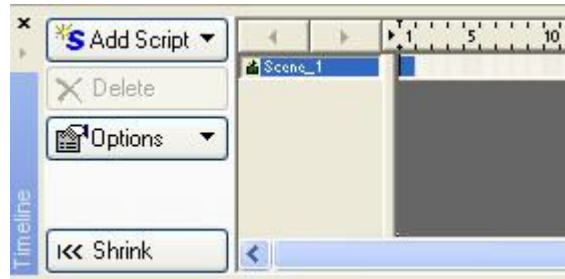 Add Script
1 5 10
Scene_1
Delete
Options
Timeline
Shrink